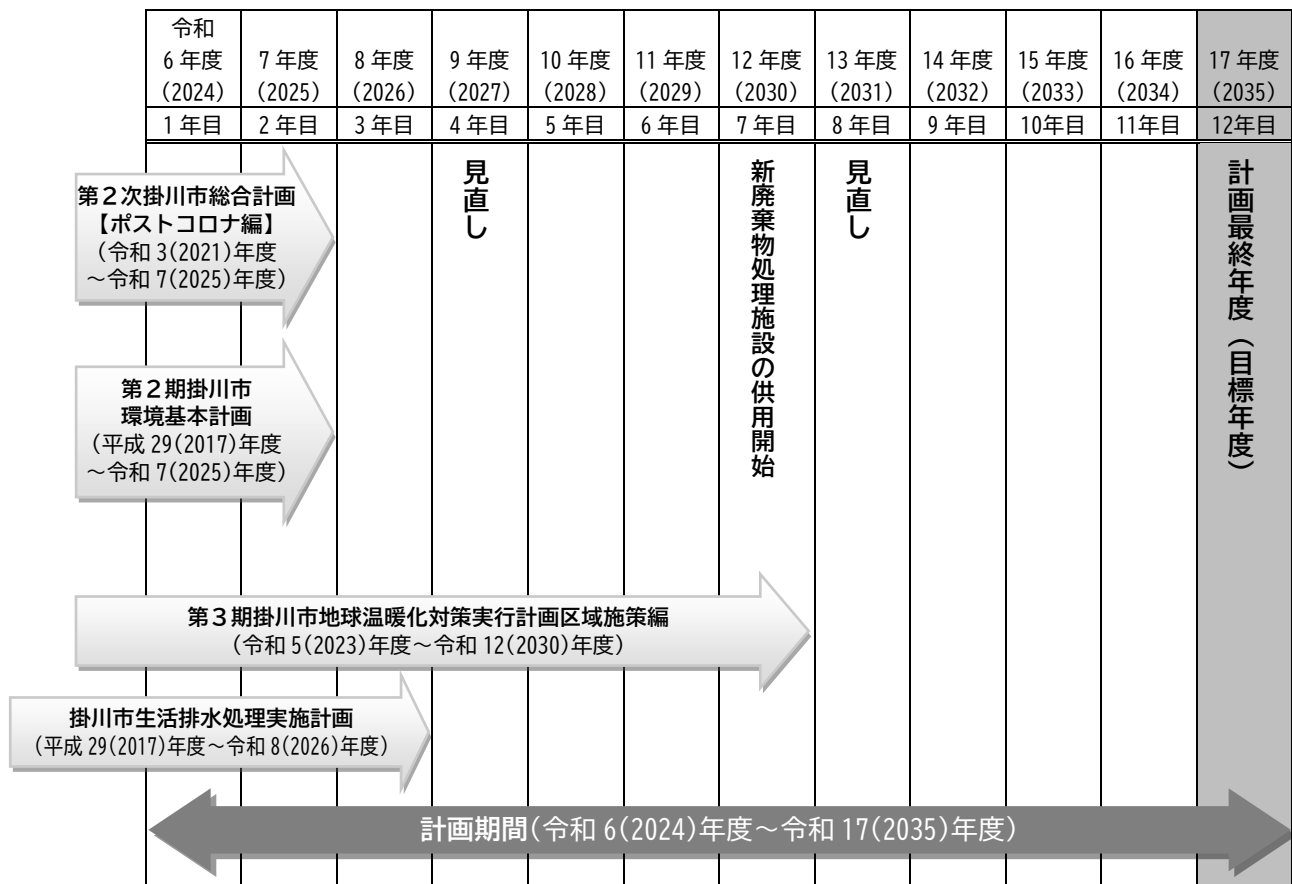 令和
6年度 7年度 8年度 9年度 10年度 11年度 12年度 13年度 14年度 15年度 16年度 17年度
(2024) (2025) (2026) (2027) (2028) (2029) (2030) (2031) (2032) (2033) (2034) (2035)
1年目 2年目 3年目 4年目 5年目 6年目 7年目 8年目 9年目 10年目 11年目 12年目
第2次掛川市総合計画
【ポストコロナ編】
(令和3(2021)年度
～令和7(2025)年度)
見直し
新廃棄物処理施設の供用開始
見直し
計画最終年度（目標年度）
第2期掛川市
環境基本計画
(平成29(2017)年度
～令和7(2025)年度)
第3期掛川市地球温暖化対策実行計画区域施策編
(令和5(2023)年度～令和12(2030)年度)
掛川市生活排水処理実施計画
(平成29(2017)年度～令和8(2026)年度)
計画期間(令和6(2024)年度～令和17(2035)年度)